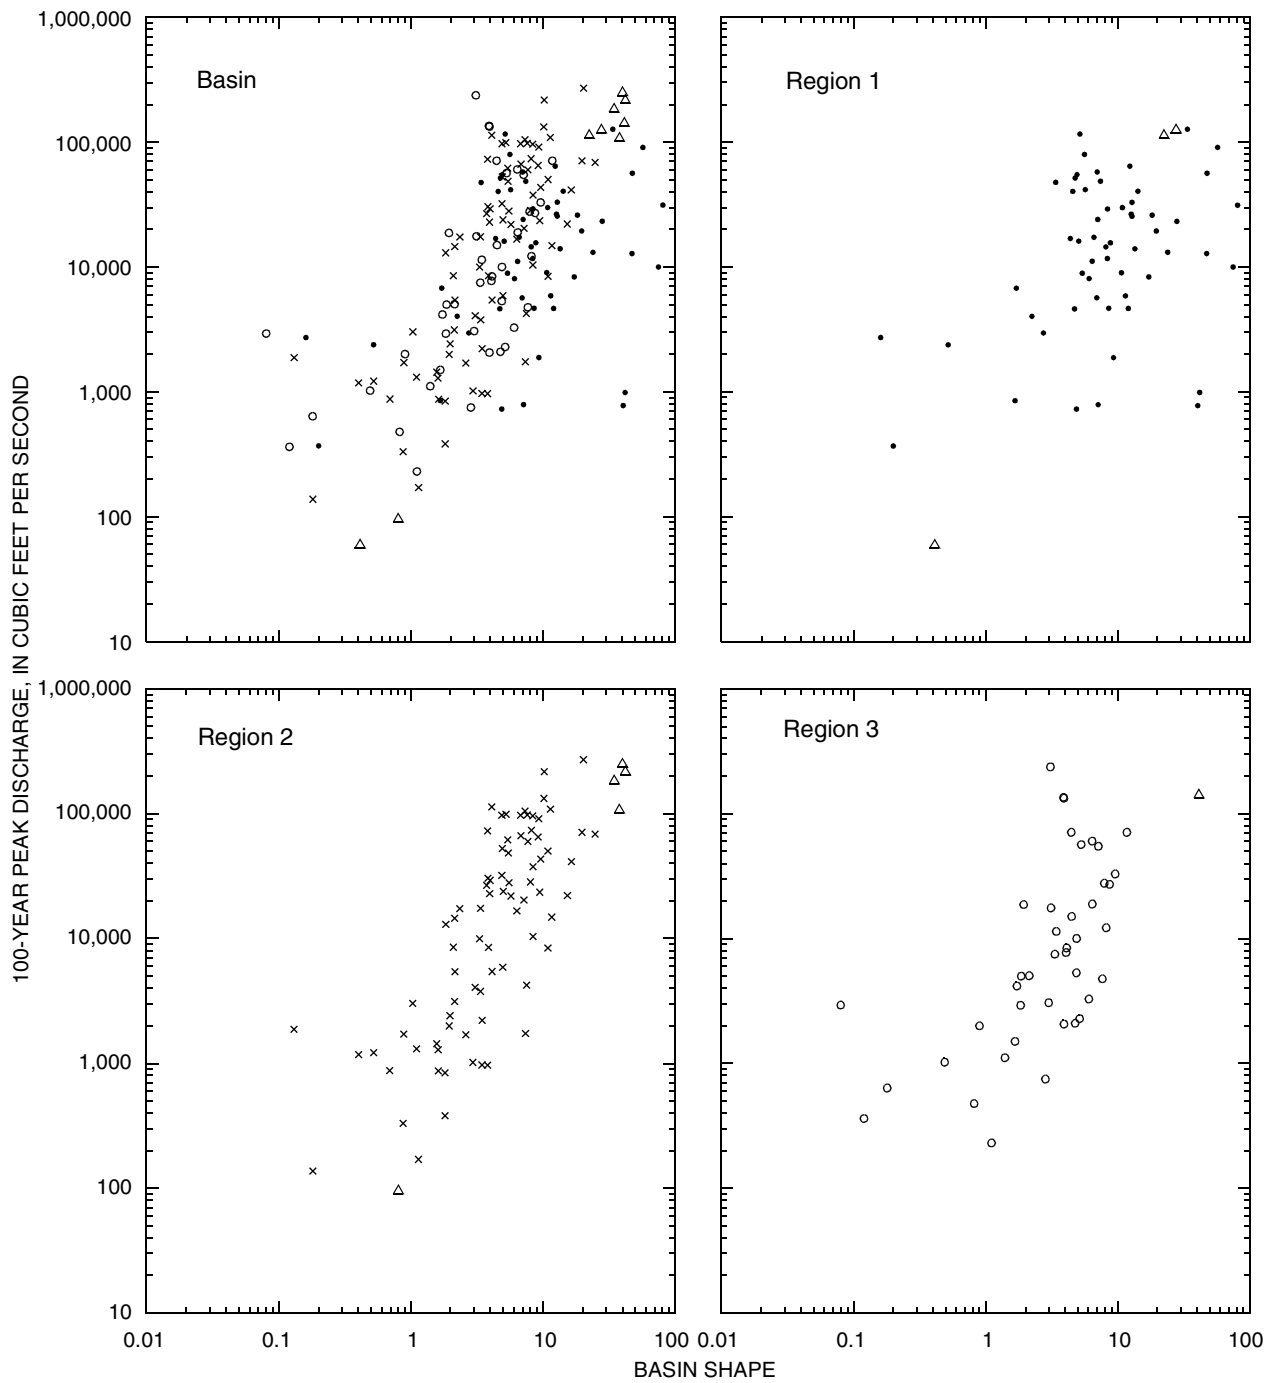 100-YEAR PEAK DISCHARGE, IN CUBIC FEET PER SECOND
1,000,000
100,000
10,000
1,000
100
10
Basin
Region 1
1,000,000
100,000
10,000
1,000
100
10
Region 2
Region 3
0.01 0.1 1 10 100
0.01 0.1 1 10 100
BASIN SHAPE